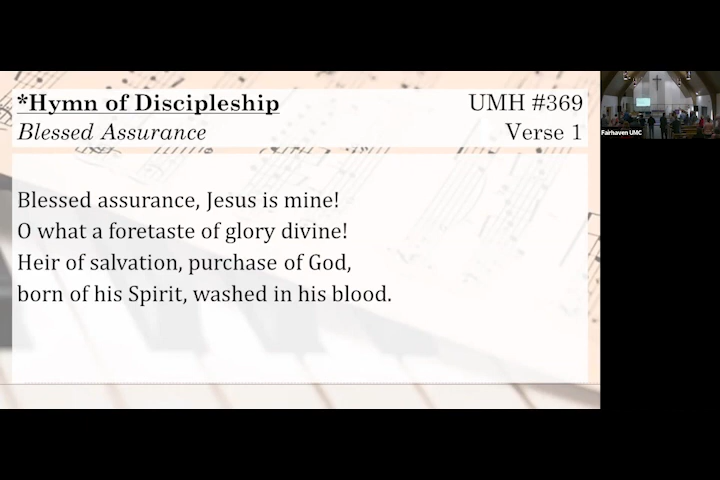 *Hymn of Discipleship
UMH #369
Blessed Assurance
Verse 1
Blessed assurance, Jesus is mine!
O what a foretaste of glory divine!
Heir of salvation, purchase of God,
born of his Spirit, washed in his blood.
Fairhaven UMC